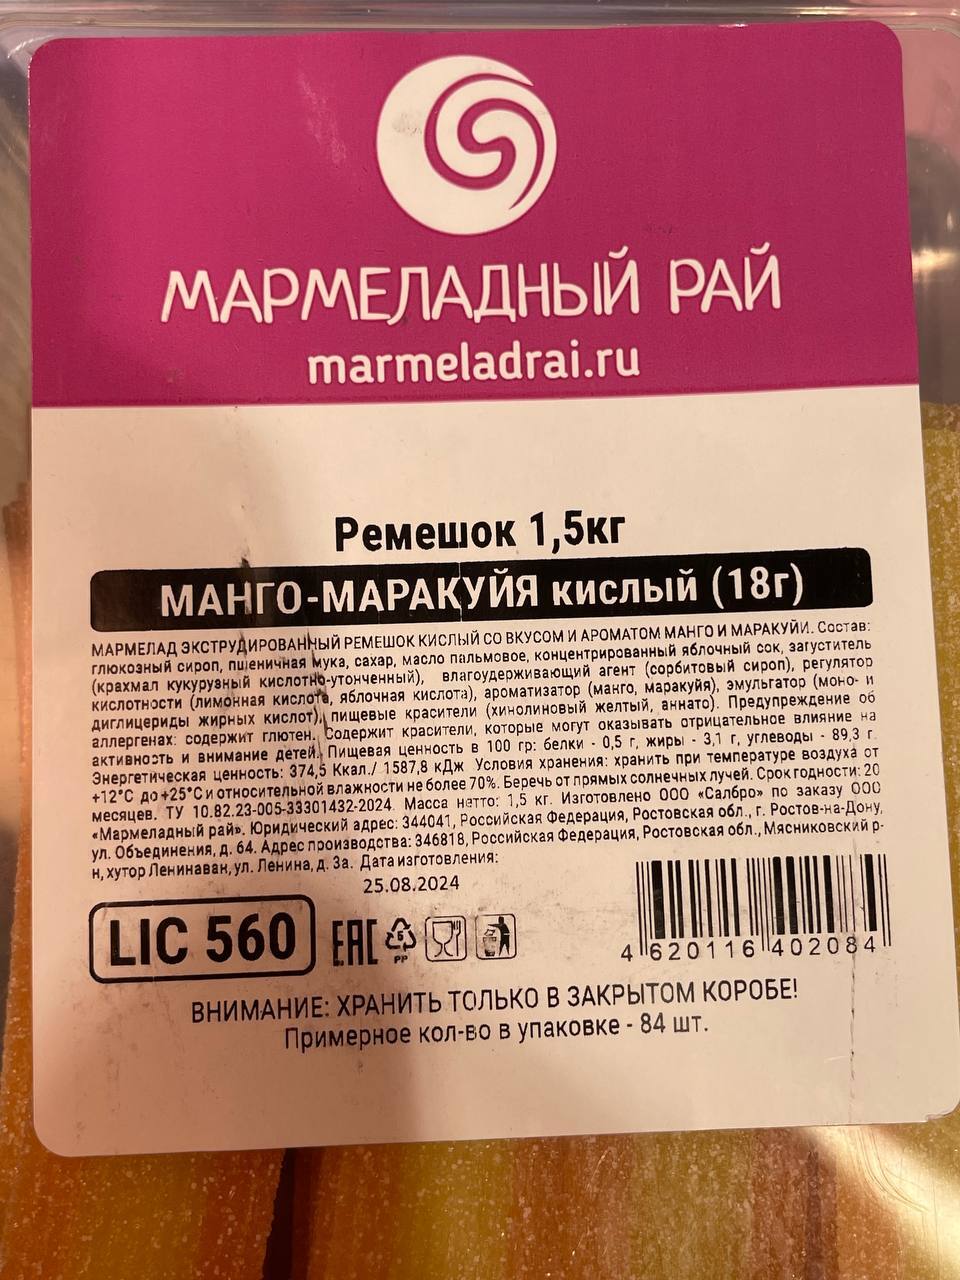 МАРМЕЛАДНЫЙ РАЙ
marmeladrai.ru
Ремешок 1,5кг
МАНГО-МАРАКУЙЯ кислый (18г)
МАРМЕЛАД ЭКСТРУДИРОВАННЫЙ РЕМЕШОК КИСЛЫЙ СО ВКУСОМ И АРОМАТОМ МАНГО И МАРАКУЙИ. Состав:
глюкозный сироп, пшеничная мука, сахар, масло пальмовое, концентрированный яблочный сок, загуститель
(крахмал кукурузный кислотно-утонченный), влагоудерживающий агент (сорбитовый сироп), регулятор
кислотности (лимонная кислота, яблочная кислота), ароматизатор (манго, маракуйя), эмульгатор (моно- и
диглицериды жирных кислот), пищевые красители (хинолиновый желтый, аннато). Предупреждение об
аллергенах: содержит глютен. Содержит красители, которые могут оказывать отрицательное влияние на
активность и внимание детей. Пищевая ценность в 100 гр: белки - 0,5 г, жиры - 3,1 г, углеводы - 89,3 г.
Энергетическая ценность: 374,5 Ккал./ 1587,8 кДж Условия хранения: хранить при температуре воздуха от
+12°С до +25°С и относительной влажности не более 70%. Беречь от прямых солнечных лучей. Срок годности: 20
месяцев. ТУ 10.82.23-005-33301432-2024 Масса нетто: 1,5 кг. Изготовлено ООО «Салбро» по заказу ООО
«Мармеладный рай». Юридический адрес: 344041, Российская Федерация, Ростовская обл., г. Ростов-на-Дону,
ул. Объединения, д. 64. Адрес производства: 346818, Российская Федерация, Ростовская обл., Мясниковский р-
н, хутор Ленинаван, ул. Ленина, д. 3а. Дата изготовления:
25.08.2024
LIC 560
ЕАС
5
PP
4 620116 402084
ВНИМАНИЕ: ХРАНИТЬ ТОЛЬКО В ЗАКРЫТОМ КОРОБЕ!
Примерное кол-во в упаковке - 84 шт.